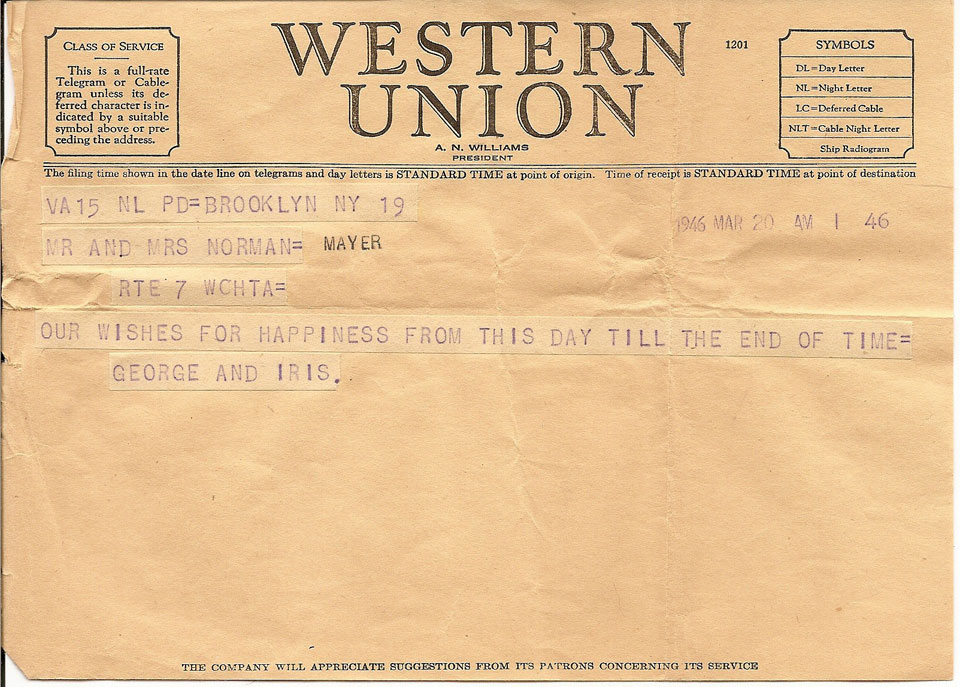 CLASS OF SERVICE
This is a full-rate
Telegram or Cable-
gram unless its de-
ferred character is in-
dicated by a suitable
symbol above or pre-
ceding the address.
WESTERN
UNION
1201
A. N. WILLIAMS
PRESIDENT
SYMBOLS
DL=Day Letter
NL=Night Letter
LC=Deferred Cable
NLT=Cable Night Letter
Ship Radiogram
The filing time shown in the date line on telegrams and day letters is STANDARD TIME at point of origin. Time of receipt is STANDARD TIME at point of destination
VA15 NL PD=BROOKLYN NY 19
1946 MAR 20 AM 1 46
MR AND MRS NORMAN= MAYER
RTE 7 WCHTA=
OUR WISHES FOR HAPPINESS FROM THIS DAY TILL THE END OF TIME=
GEORGE AND IRIS.
THE COMPANY WILL APPRECIATE SUGGESTIONS FROM ITS PATRONS CONCERNING ITS SERVICE